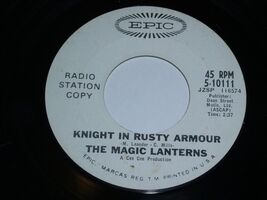 EPIC
RADIO
STATION
COPY
45 RPM
5-10111
JZSP 116574
Publisher:
Dean Street
Music, Ltd.
(ASCAP)
Time: 2:37
KNIGHT IN RUSTY ARMOUR
-M. Leander - C. Mills-
THE MAGIC LANTERNS
A Cee Cee Production
EPIC, MARCAS REG. T.M. PRINTED IN U.S.A.